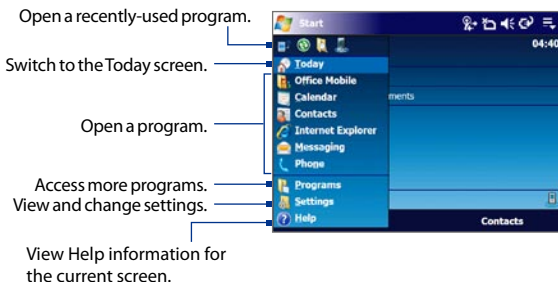 Open a recently-used program.
Start
04:40
Switch to the Today screen.
Today
Office Mobile
Calendar
ments
Open a program.
Contacts
Internet Explorer
Messaging
Phone
Access more programs.
Programs
View and change settings.
Settings
Help
Contacts
View Help information for
the current screen.